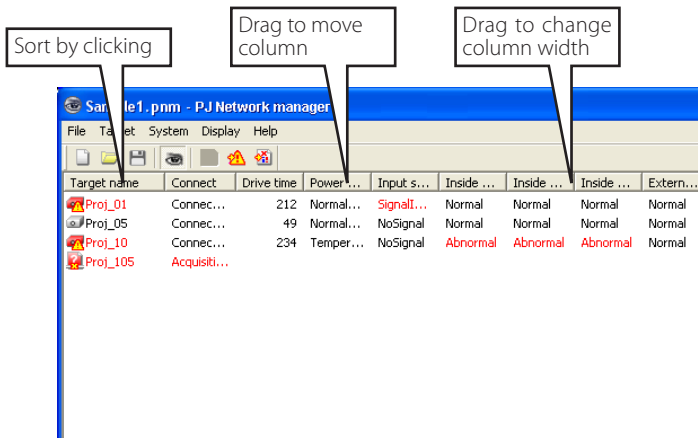 Sort by clicking
Drag to move
column
Drag to change
column width
Sample1.pnm - PJ Network manager
File Target System Display Help
Target name Connect Drive time Power ... Input s... Inside ... Inside ... Inside ... Extern...
Proj_01 Connec... 212 Normal... SignalI... Normal Normal Normal Normal
Proj_05 Connec... 49 Normal... NoSignal Normal Normal Normal Normal
Proj_10 Connec... 234 Temper... NoSignal Abnormal Abnormal Abnormal Normal
Proj_105 Acquisiti...